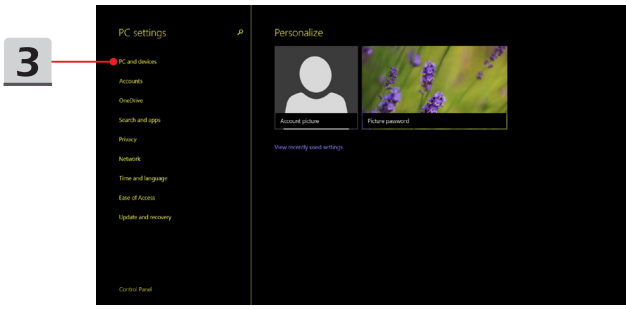 3
PC settings
PC and devices
Accounts
OneDrive
Search and apps
Privacy
Network
Time and language
Ease of Access
Update and recovery
Control Panel
Personalize
Account picture
Picture password
View recently used settings